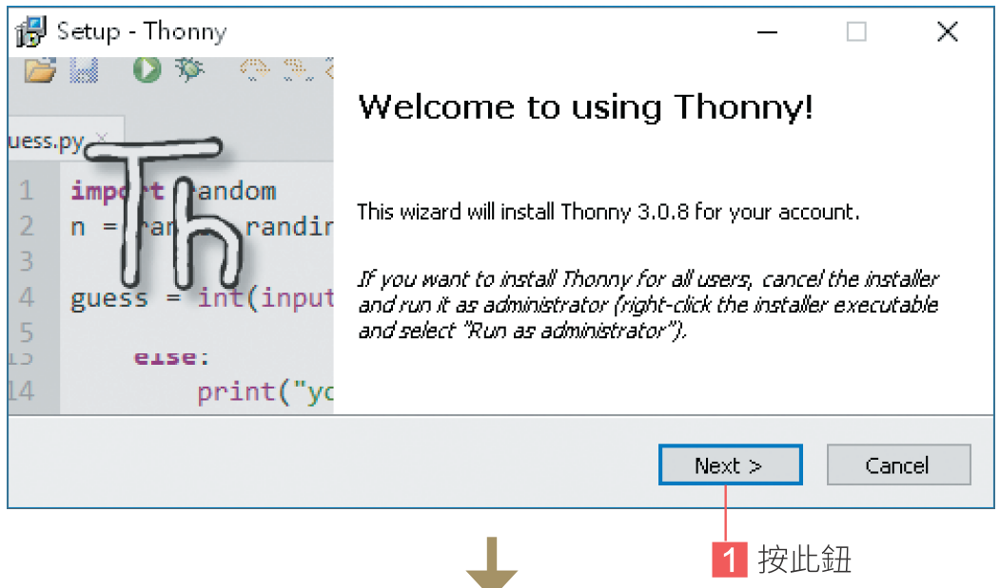 Setup - Thonny
Welcome to using Thonny!
uess.py ×
Th
1 import random
2 n = randir
3
4 guess = int(input
5
else:
14 print("yo
This wizard will install Thonny 3.0.8 for your account.
If you want to install Thonny for all users, cancel the installer
and run it as administrator (right-click the installer executable
and select "Run as administrator").
Next >
Cancel
1 按此鈕